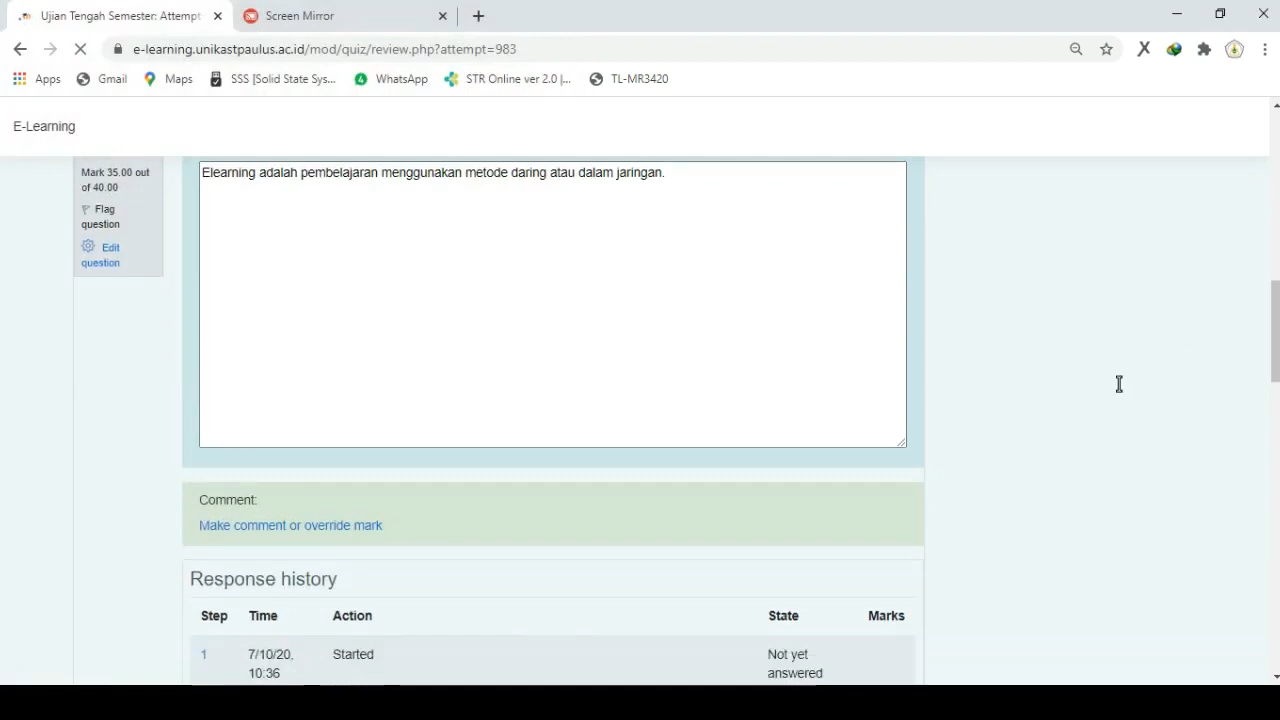 Ujian Tengah Semester: Attempt
Screen Mirror
e-learning.unikastpaulus.ac.id/mod/quiz/review.php?attempt=983
Apps
Gmail
Maps
SSS [Solid State Sys...
WhatsApp
STR Online ver 2.0 |...
TL-MR3420
E-Learning
Mark 35.00 out
of 40.00
Flag
question
Edit
question
Elearning adalah pembelajaran menggunakan metode daring atau dalam jaringan.
Comment:
Make comment or override mark
Response history
Step Time Action State Marks
1 7/10/20, Started Not yet
10:36 answered